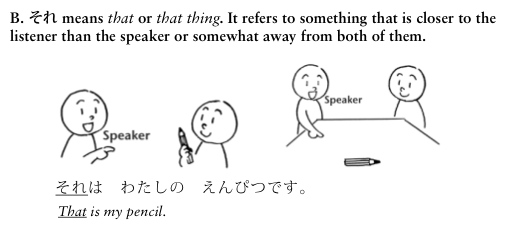 B. それ means that or that thing. It refers to something that is closer to the
listener than the speaker or somewhat away from both of them.
Speaker
Speaker
それは わたしの えんぴつです。
That is my pencil.